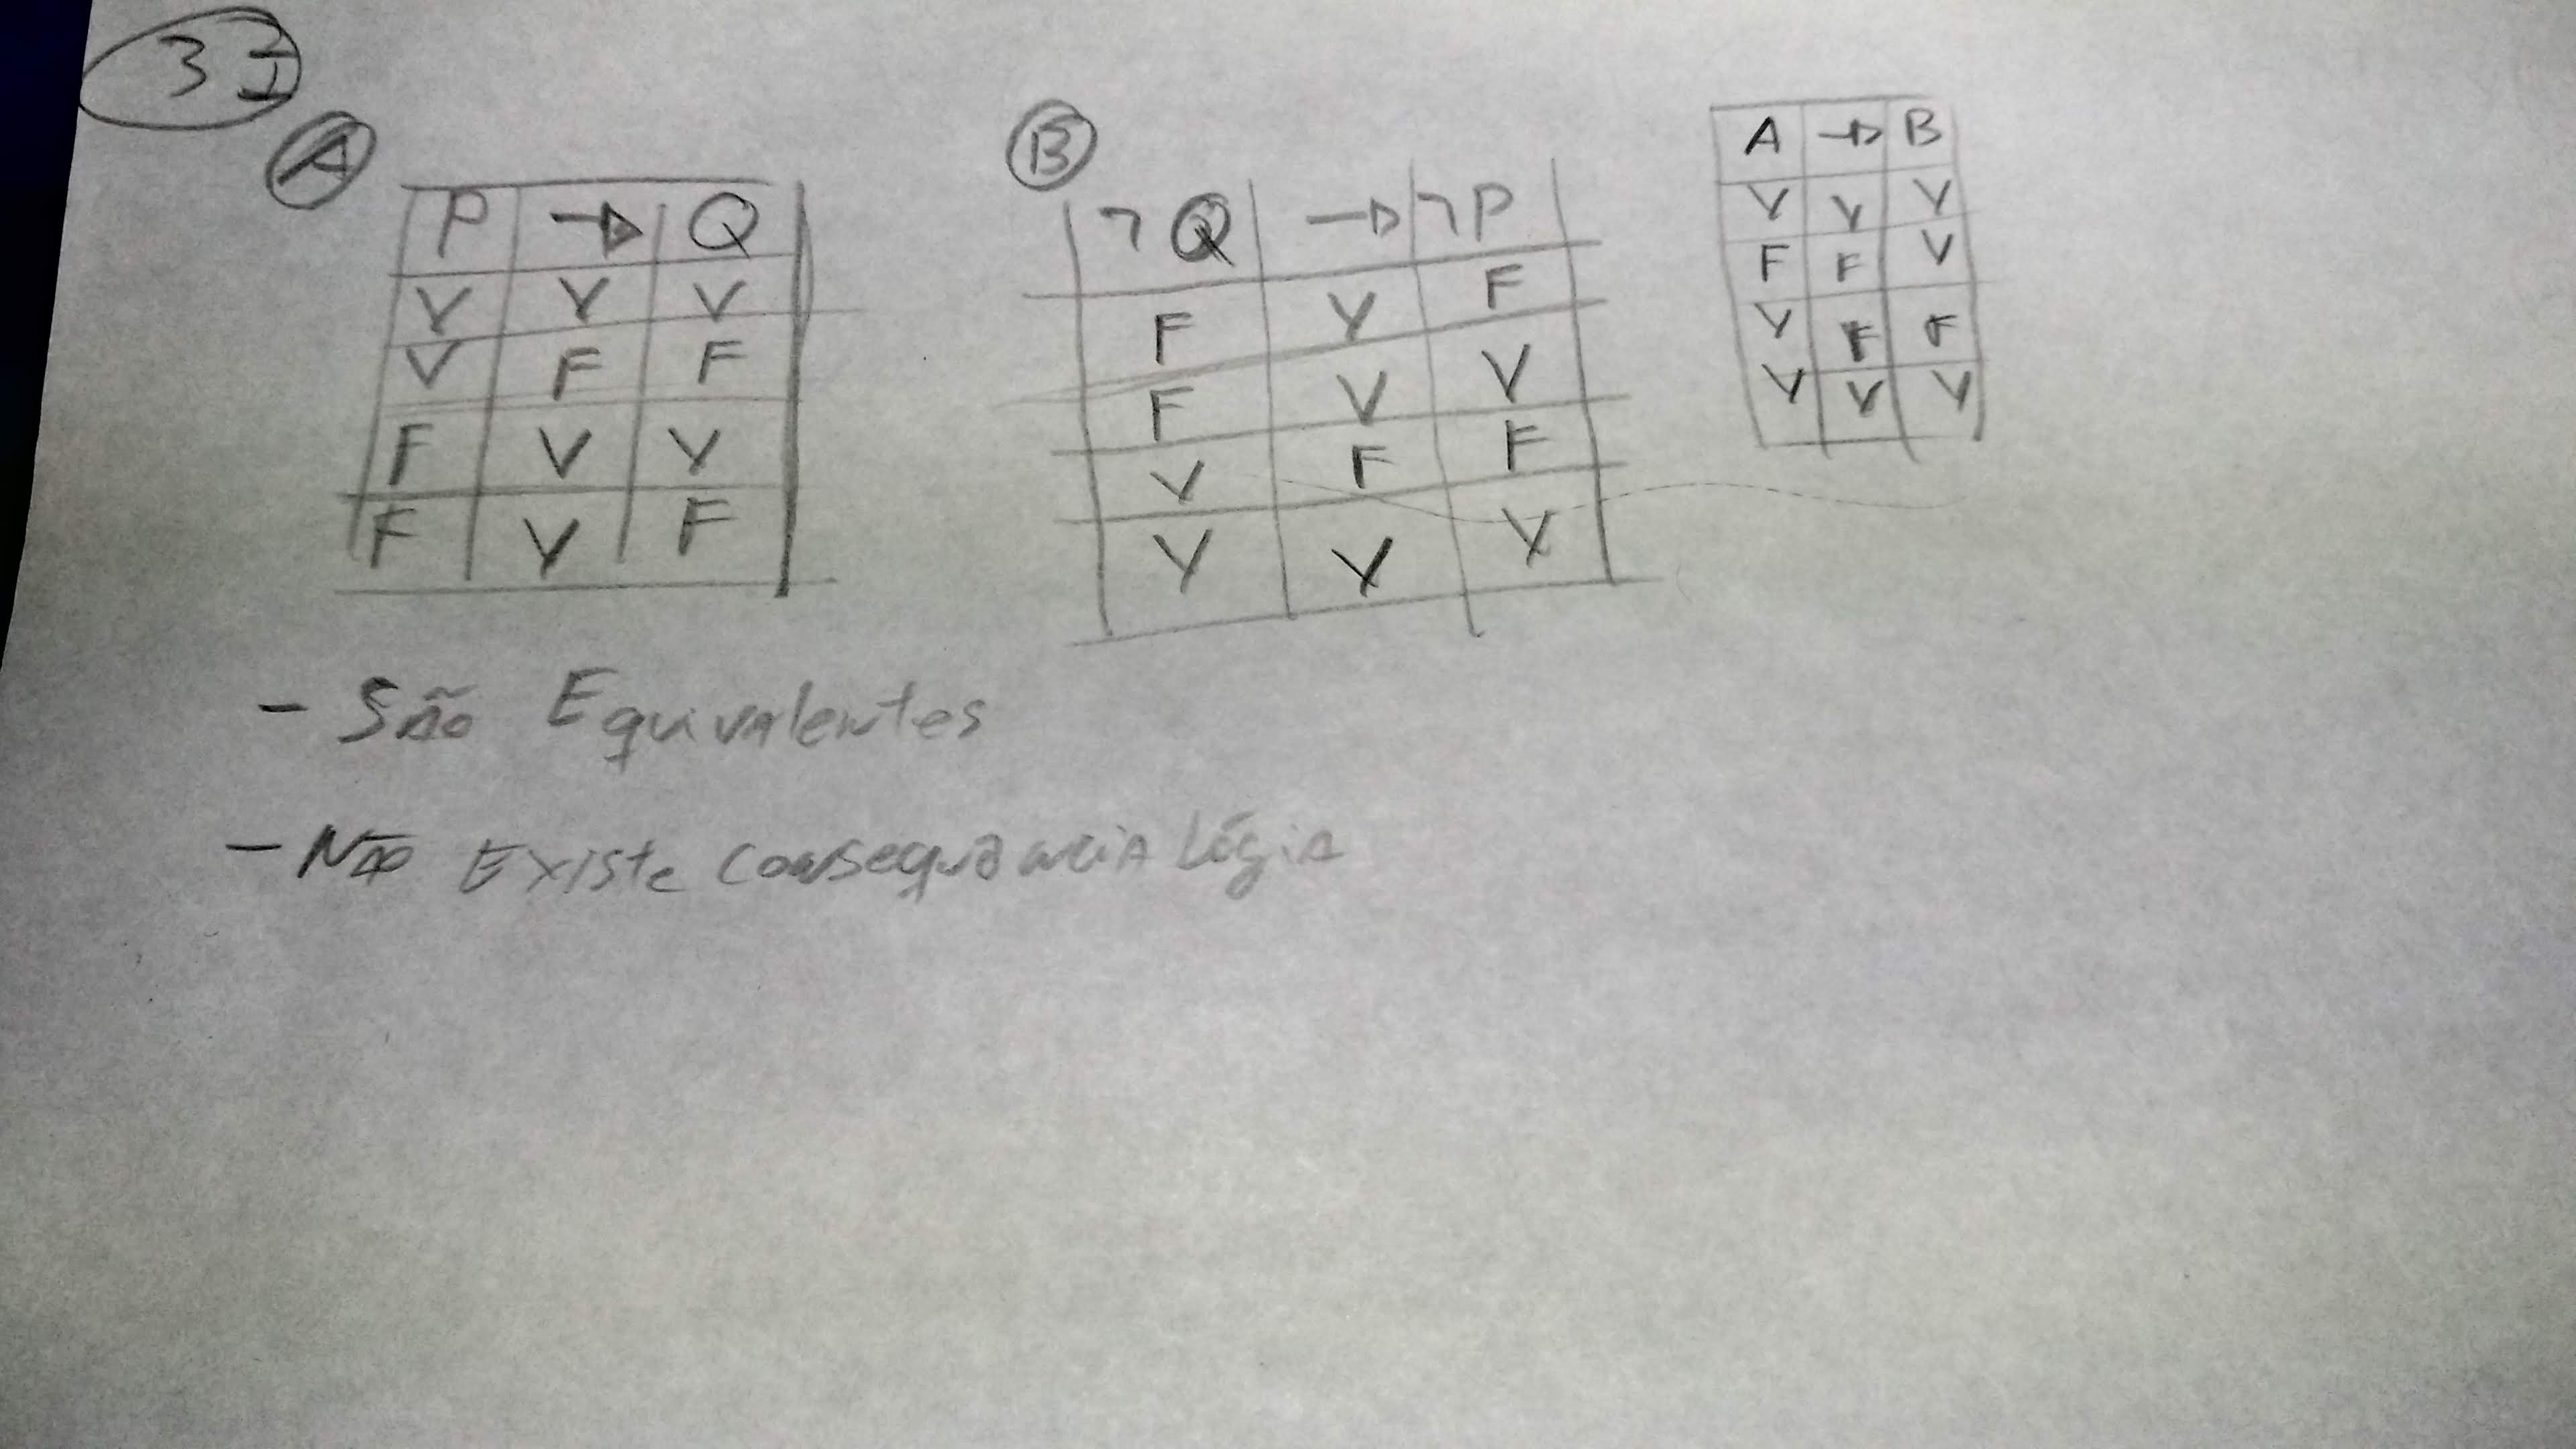 3
A
P → Q
V V V
V F F
F V V
F V F
B
¬Q → ¬P
F V F
F V V
V F F
V V V
A → B
V V V
F F V
V F F
V V V
- São Equivalentes
- Não Existe Consequência Lógia